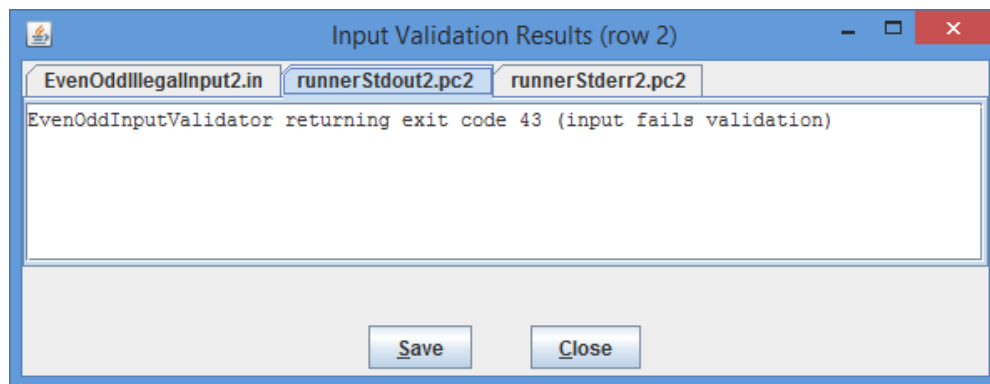 Input Validation Results (row 2)
EvenOddIllegalInput2.in runnerStdout2.pc2 runnerStderr2.pc2
EvenOddInputValidator returning exit code 43 (input fails validation)
Save Close